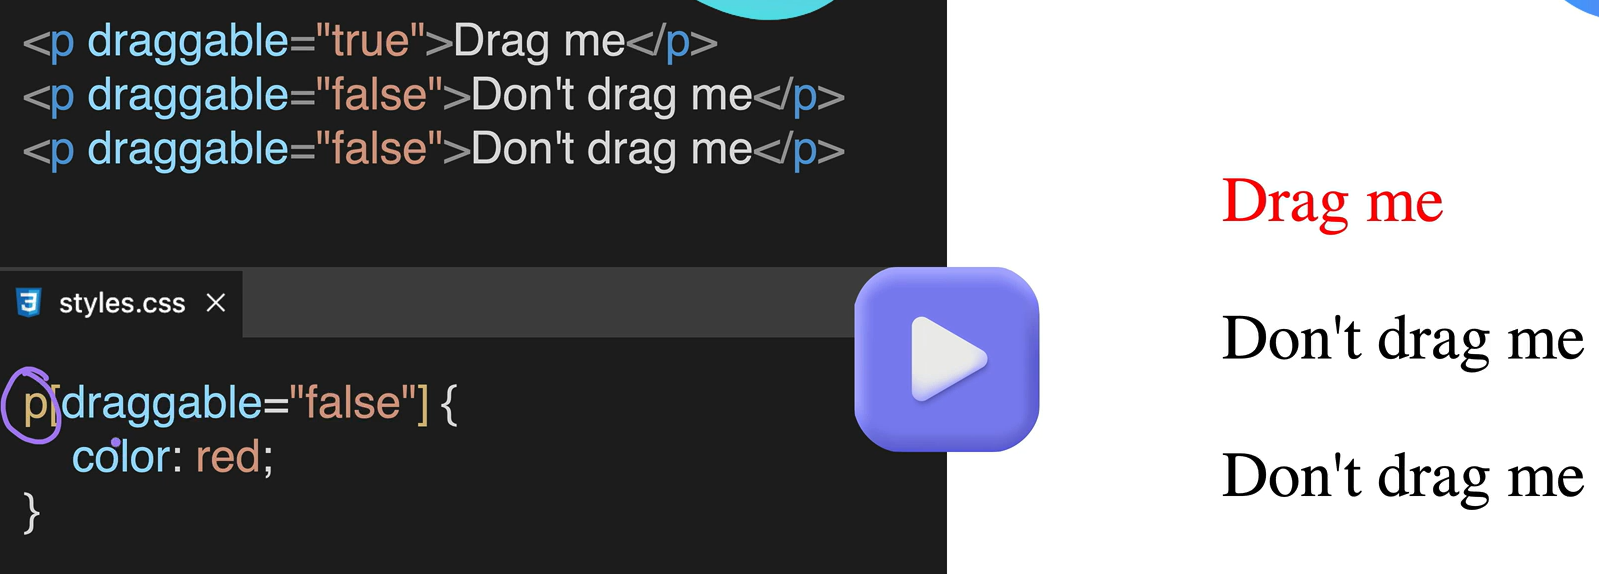 <p draggable="true">Drag me</p>
<p draggable="false">Don't drag me</p>
<p draggable="false">Don't drag me</p>
styles.css
p[draggable="false"] {
color: red;
}
Drag me
Don't drag me
Don't drag me